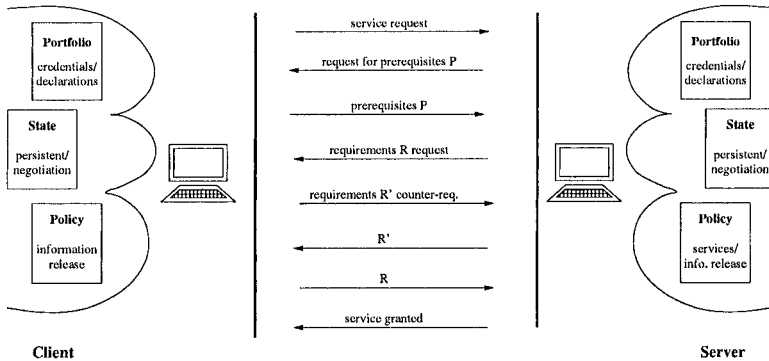 Portfolio
credentials/
declarations
State
persistent/
negotiation
Policy
information
release
Client
service request
request for prerequisites P
prerequisites P
requirements R request
requirements R' counter-req.
R'
R
service granted
Portfolio
credentials/
declarations
State
persistent/
negotiation
Policy
services/
info. release
Server